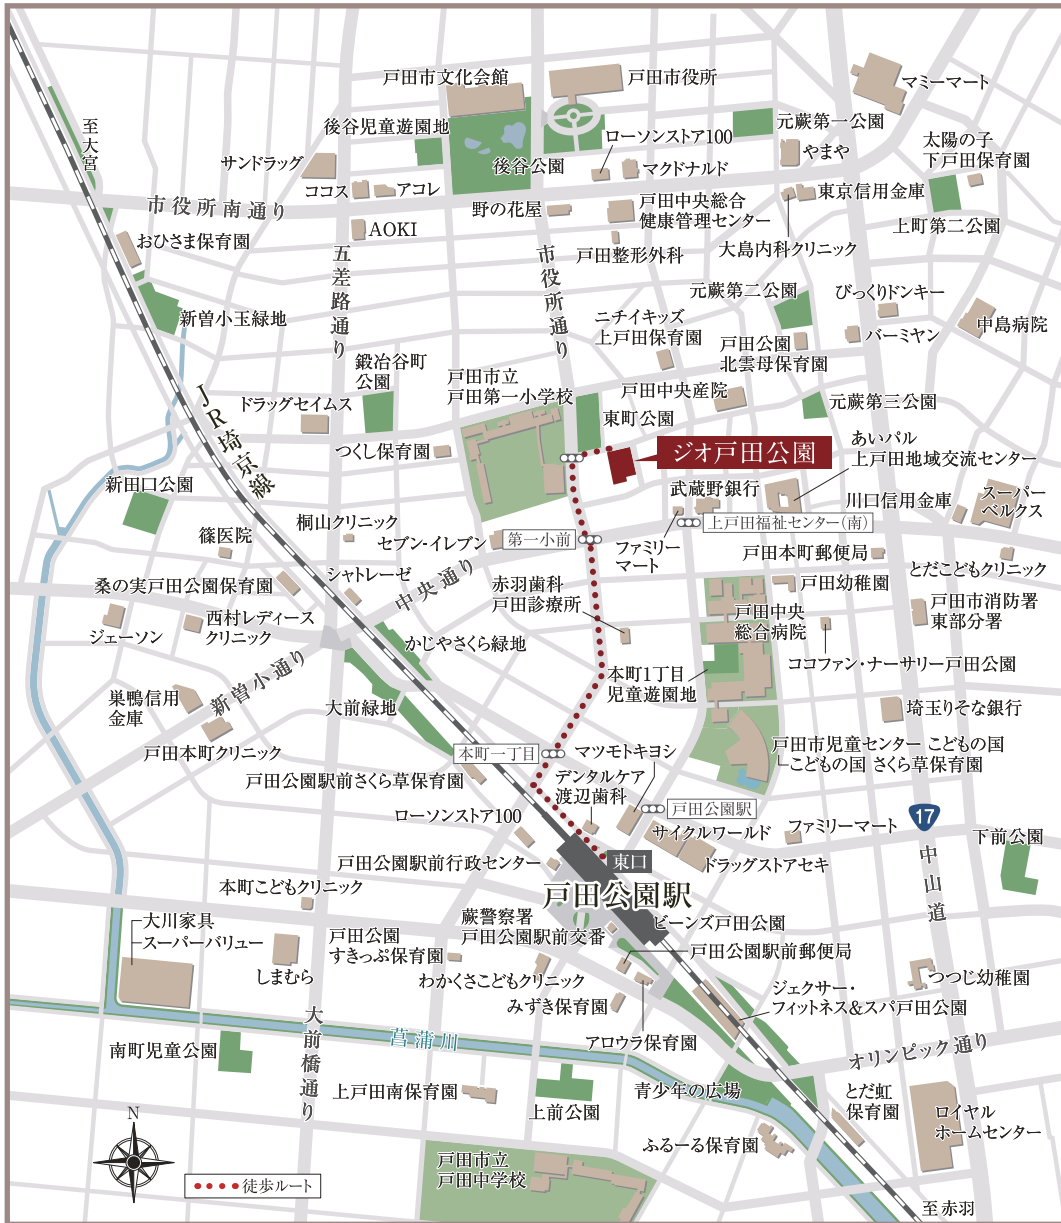 戸田市文化会館
戸田市役所
マミーマート
至大宮
後谷児童遊園地
ローソンストア100
元蕨第一公園
太陽の子
下戸田保育園
サンドラッグ
後谷公園
マクドナルド
やまや
ココス
アコレ
市役所南通り
野の花屋
戸田中央総合
健康管理センター
東京信用金庫
上町第二公園
おひさま保育園
AOKI
戸田整形外科
大島内科クリニック
五差路通り
市役所通り
元蕨第二公園
びっくりドンキー
新曽小玉緑地
ニチイキッズ
上戸田保育園
戸田公園
北雲母保育園
バーミヤン
中島病院
鍛冶谷町
公園
戸田市立
戸田第一小学校
戸田中央産院
JR埼京線
ドラッグセイムス
東町公園
元蕨第三公園
つくし保育園
ジオ戸田公園
あいパル
上戸田地域交流センター
新田口公園
武蔵野銀行
川口信用金庫
スーパー
ベルクス
桐山クリニック
上戸田福祉センター(南)
篠医院
セブン-イレブン
第一小前
ファミリー
マート
戸田本町郵便局
とだこどもクリニック
桑の実戸田公園保育園
シャトレーゼ
中央通り
赤羽歯科
戸田診療所
戸田幼稚園
戸田中央
総合病院
戸田市消防署
東部分署
ジェーソン
西村レディース
クリニック
かじやさくら緑地
ココファン・ナーサリー戸田公園
新曽小通り
本町1丁目
児童遊園地
巣鴨信用
金庫
大前緑地
埼玉りそな銀行
戸田本町クリニック
本町一丁目
マツモトキヨシ
戸田市児童センター こどもの国
こどもの国 さくら草保育園
戸田公園駅前さくら草保育園
デンタルケア
渡辺歯科
戸田公園駅
17
ローソンストア100
サイクルワールド
ファミリーマート
下前公園
戸田公園駅前行政センター
東口
ドラッグストアセキ
中山道
本町こどもクリニック
戸田公園駅
大川家具
スーパーバリュー
蕨警察署
戸田公園駅前交番
ビーンズ戸田公園
戸田公園
すきっぷ保育園
戸田公園駅前郵便局
しまむら
わかくさこどもクリニック
つつじ幼稚園
みずき保育園
ジェクサー・
フィットネス&スパ戸田公園
大前橋通り
菖蒲川
アロウラ保育園
オリンピック通り
南町児童公園
上戸田南保育園
上前公園
青少年の広場
とだ虹
保育園
ロイヤル
ホームセンター
N
ふるーる保育園
戸田市立
戸田中学校
徒歩ルート
至赤羽